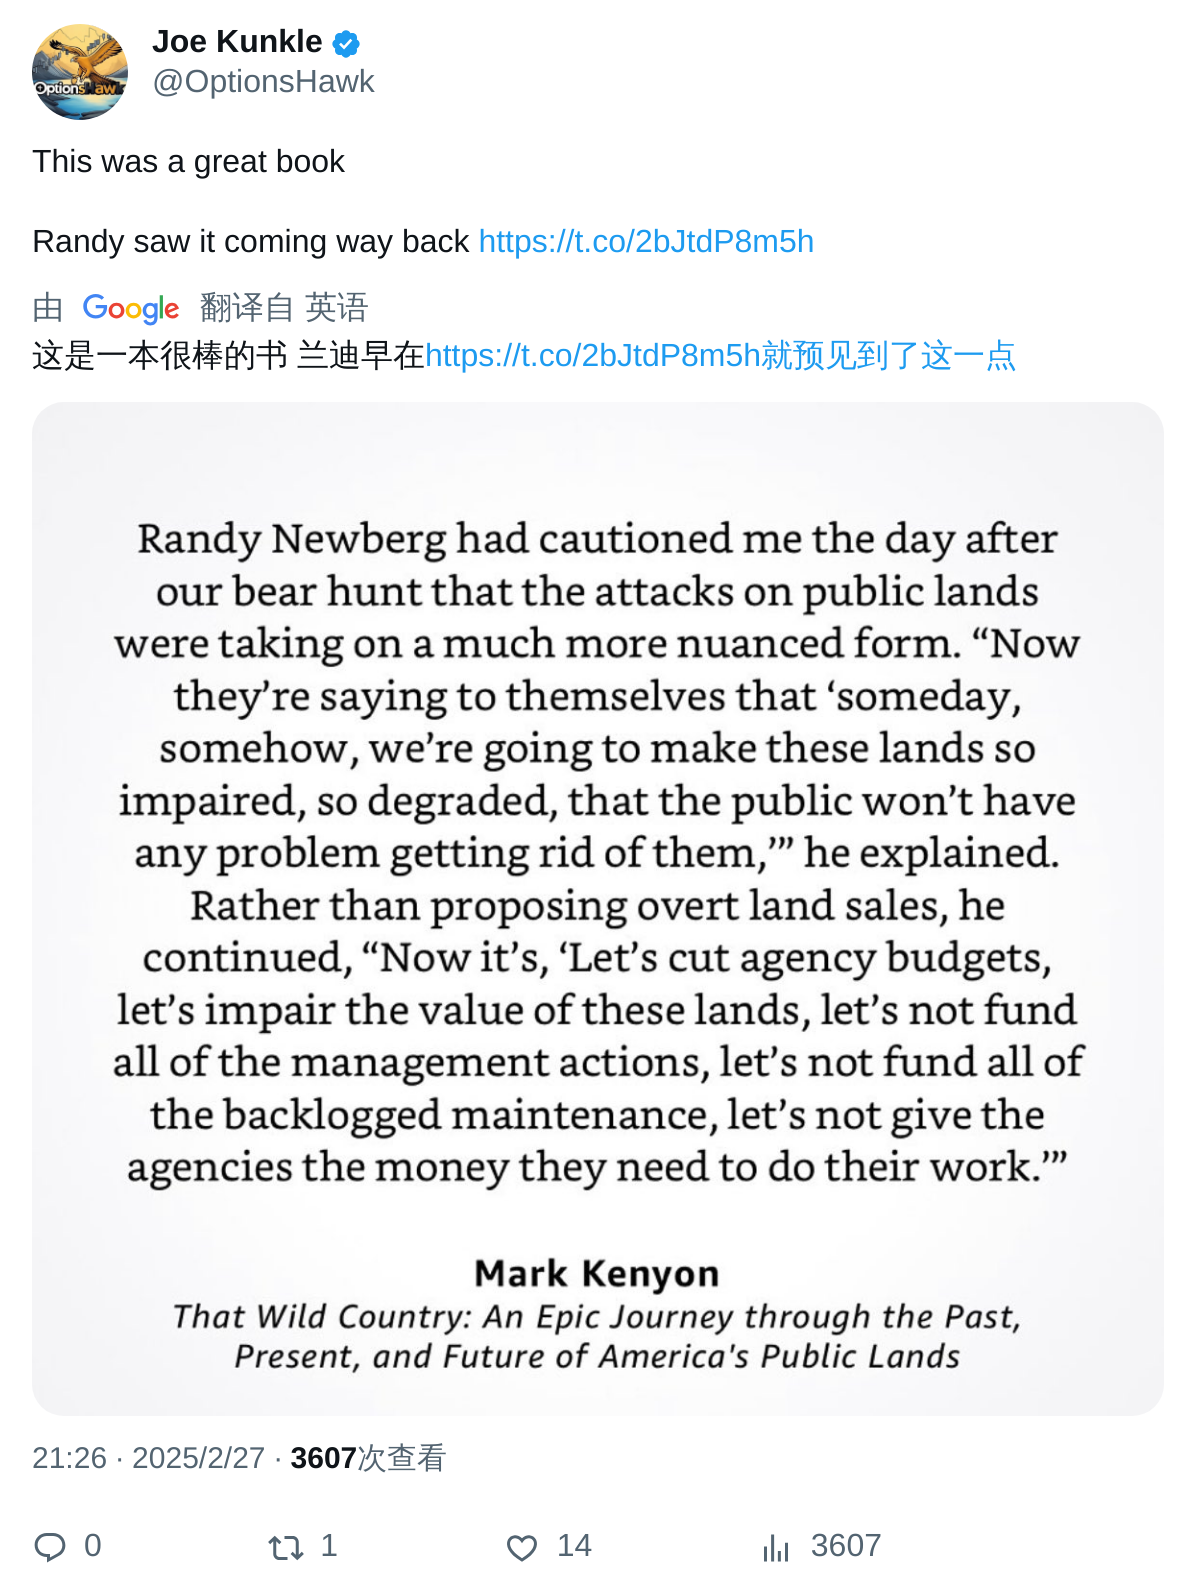 Joe Kunkle
@OptionsHawk
This was a great book
Randy saw it coming way back https://t.co/2bJtdP8m5h
由 Google 翻译自 英语
这是一本很棒的书 兰迪早在https://t.co/2bJtdP8m5h就预见到了这一点
Randy Newberg had cautioned me the day after
our bear hunt that the attacks on public lands
were taking on a much more nuanced form. “Now
they’re saying to themselves that ‘someday,
somehow, we’re going to make these lands so
impaired, so degraded, that the public won’t have
any problem getting rid of them,’” he explained.
Rather than proposing overt land sales, he
continued, “Now it’s, ‘Let’s cut agency budgets,
let’s impair the value of these lands, let’s not fund
all of the management actions, let’s not fund all of
the backlogged maintenance, let’s not give the
agencies the money they need to do their work.’”
Mark Kenyon
That Wild Country: An Epic Journey through the Past,
Present, and Future of America's Public Lands
21:26 · 2025/2/27 · 3607次查看
0 1 14 3607